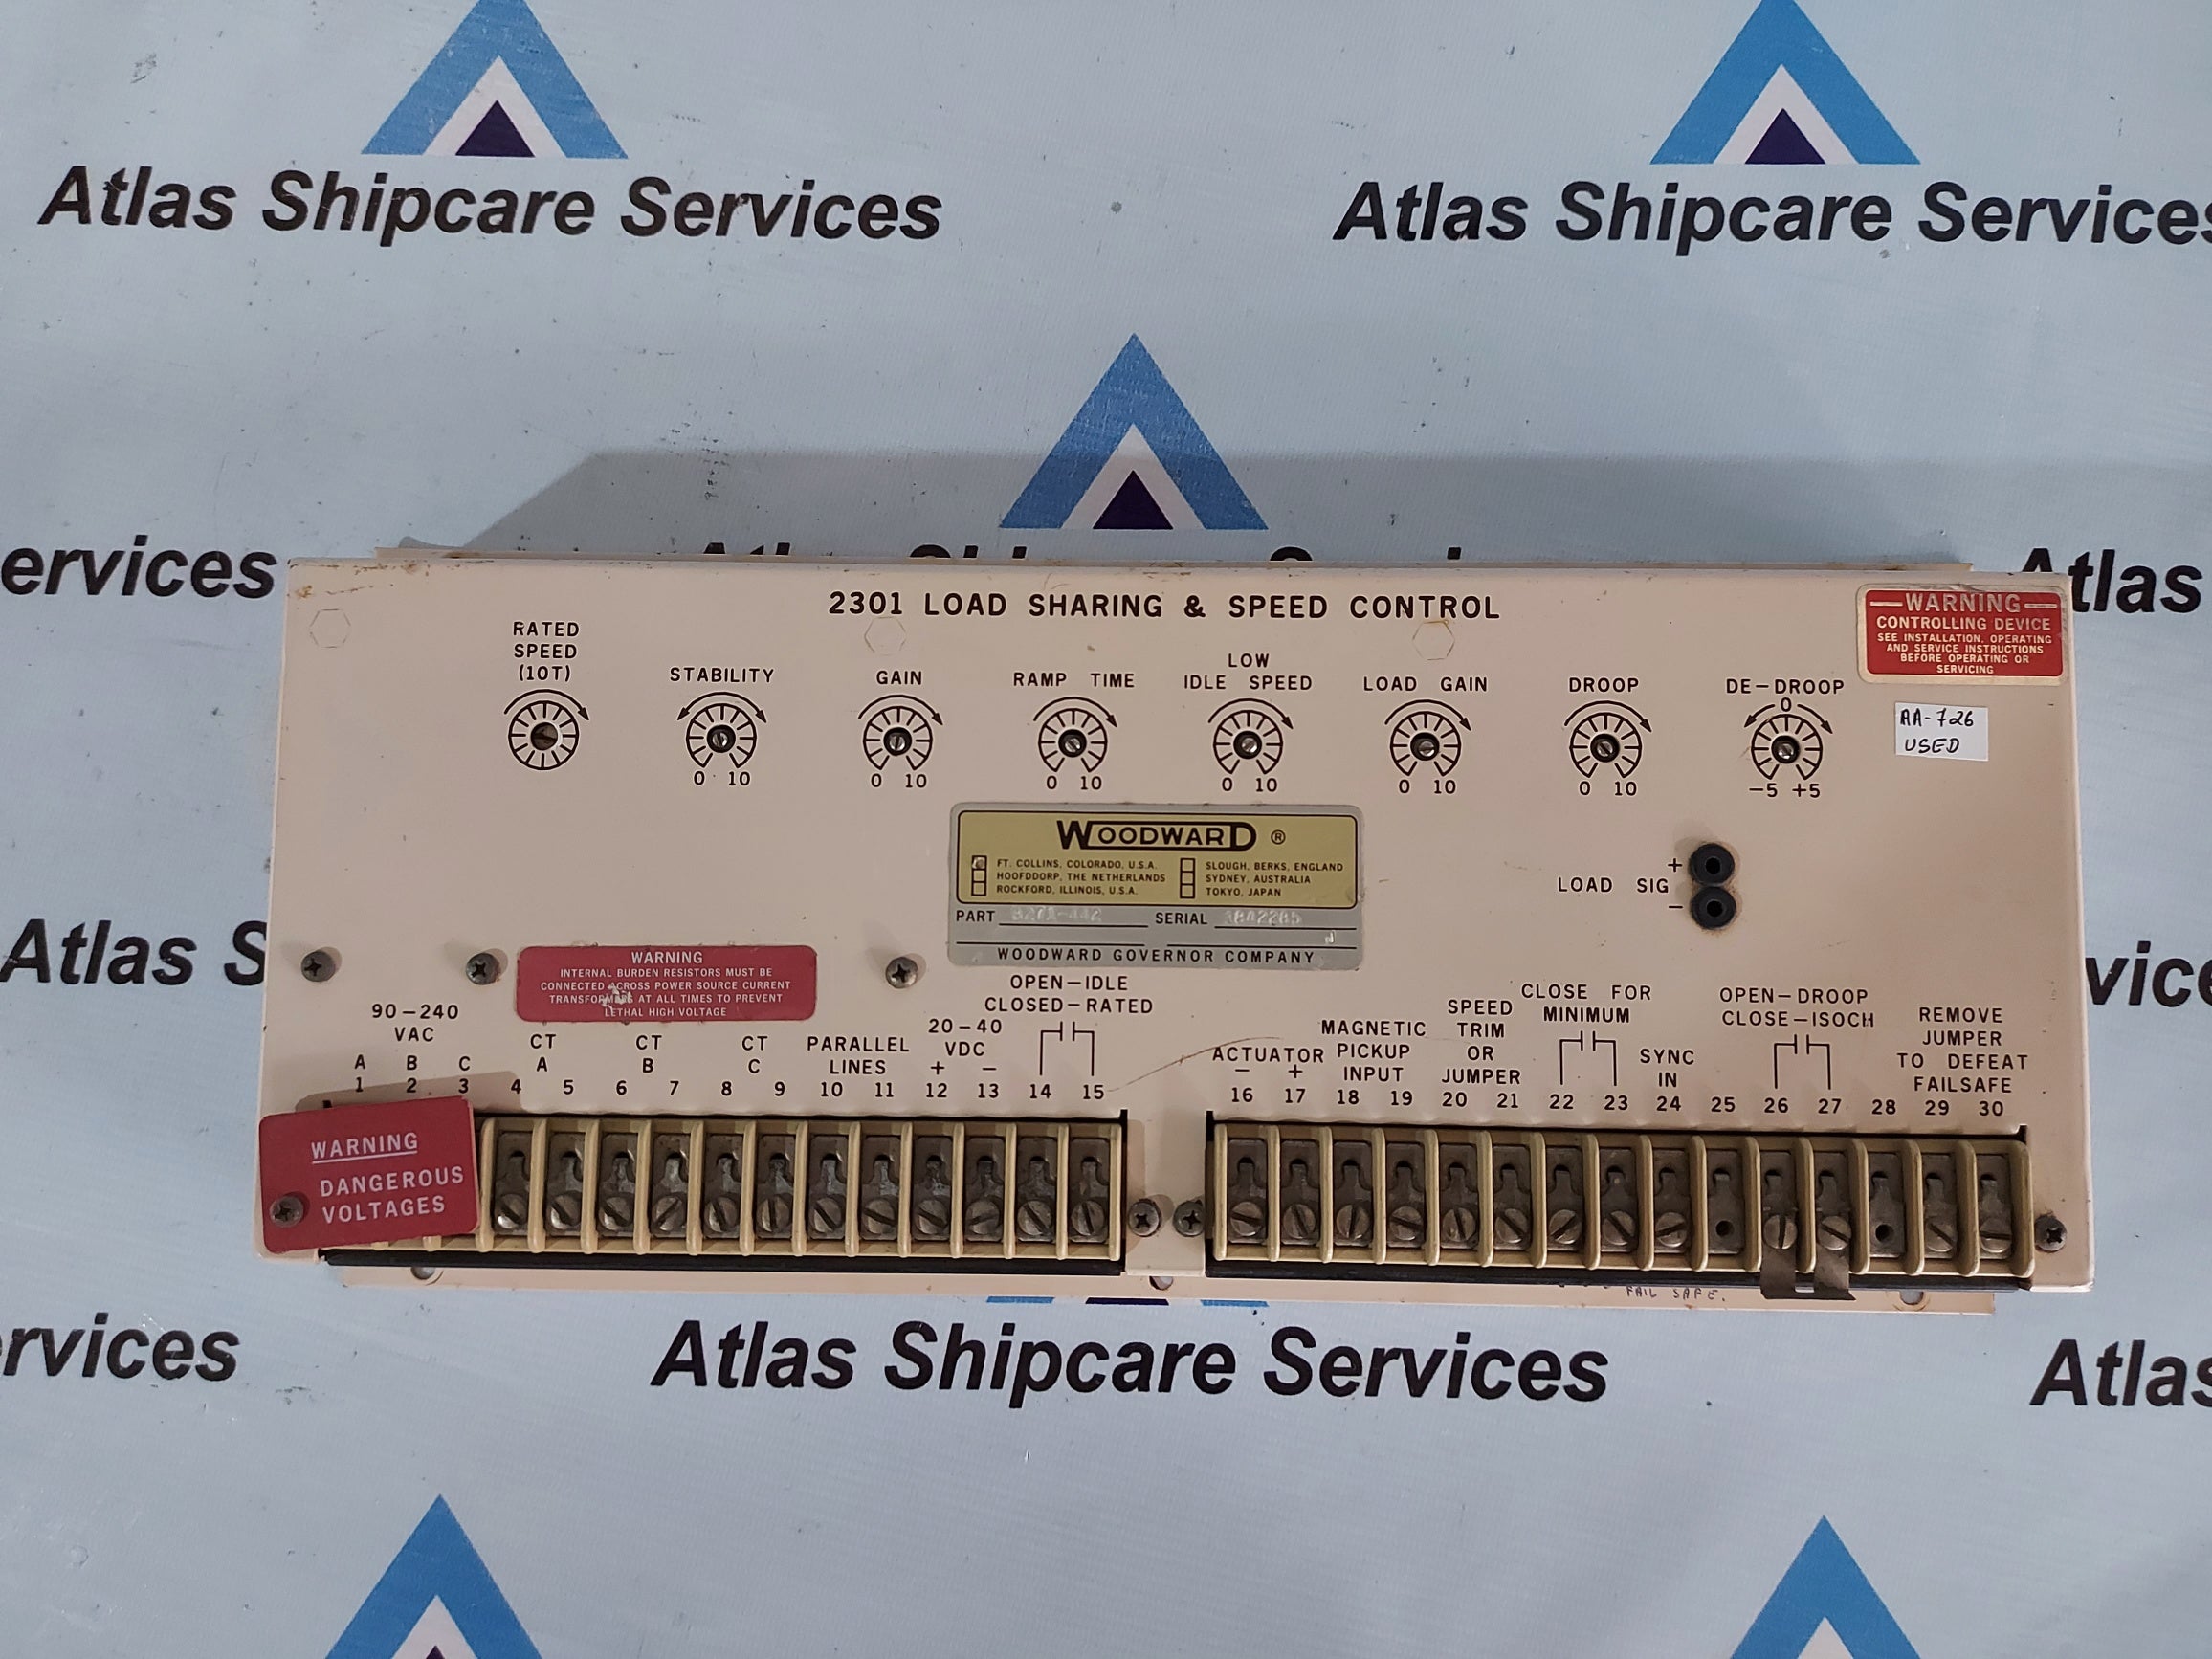 Atlas Shipcare Services
Atlas Shipcare Services
ervices
Atlas
Atlas S
vice
2301 LOAD SHARING & SPEED CONTROL
RATED
SPEED
(10T)
STABILITY
0 10
GAIN
0 10
RAMP TIME
0 10
LOW
IDLE SPEED
0 10
LOAD GAIN
0 10
DROOP
0 10
DE-DROOP
0
-5 +5
WARNING
CONTROLLING DEVICE
SEE INSTALLATION, OPERATING
AND SERVICE INSTRUCTIONS
BEFORE OPERATING OR
SERVICING
AA-726
USED
WOODWARD ®
FT. COLLINS, COLORADO, U.S.A.
HOOFDDORP, THE NETHERLANDS
ROCKFORD, ILLINOIS, U.S.A.
SLOUGH, BERKS, ENGLAND
SYDNEY, AUSTRALIA
TOKYO, JAPAN
PART
SERIAL
WOODWARD GOVERNOR COMPANY
LOAD SIG
+
-
WARNING
INTERNAL BURDEN RESISTORS MUST BE
CONNECTED ACROSS POWER SOURCE CURRENT
TRANSFORMERS AT ALL TIMES TO PREVENT
LETHAL HIGH VOLTAGE
90-240
VAC
A B C
1 2 3
CT
A
4 5
CT
B
6 7
CT
C
8 9
PARALLEL
LINES
10 11
20-40
VDC
+ -
12 13
OPEN-IDLE
CLOSED-RATED
14 15
ACTUATOR
- +
16 17
MAGNETIC
PICKUP
INPUT
18 19
SPEED
TRIM
OR
JUMPER
20 21
CLOSE FOR
MINIMUM
22 23
SYNC
IN
24 25
OPEN-DROOP
CLOSE-ISOCH
26 27 28
REMOVE
JUMPER
TO DEFEAT
FAILSAFE
29 30
WARNING
DANGEROUS
VOLTAGES
FAIL SAFE.
rvices
Atlas Shipcare Services
Atlas